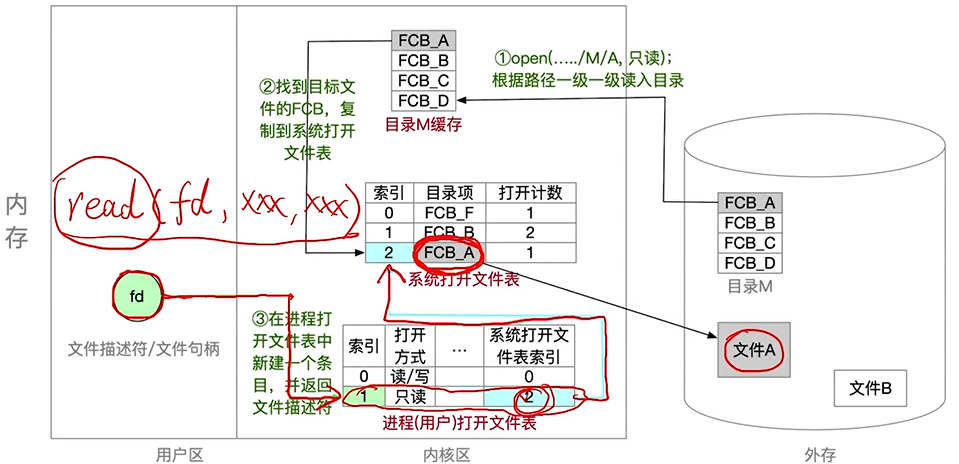 内存
FCB_A
FCB_B
FCB_C
FCB_D
目录M缓存
①open(...../M/A, 只读);
根据路径一级一级读入目录
②找到目标文
件的FCB，复
制到系统打开
文件表
read(fd, xxx, xxx)
索引 目录项 打开计数
0 FCB_F 1
1 FCB_B 2
2 FCB_A 1
系统打开文件表
FCB_A
FCB_B
FCB_C
FCB_D
目录M
fd
文件描述符/文件句柄
③在进程打
开文件表中
新建一个条
目，并返回
文件描述符
索引 打开方式 … 系统打开文件表索引
0 读/写 0
1 只读 2
进程(用户)打开文件表
文件A
文件B
用户区
内核区
外存